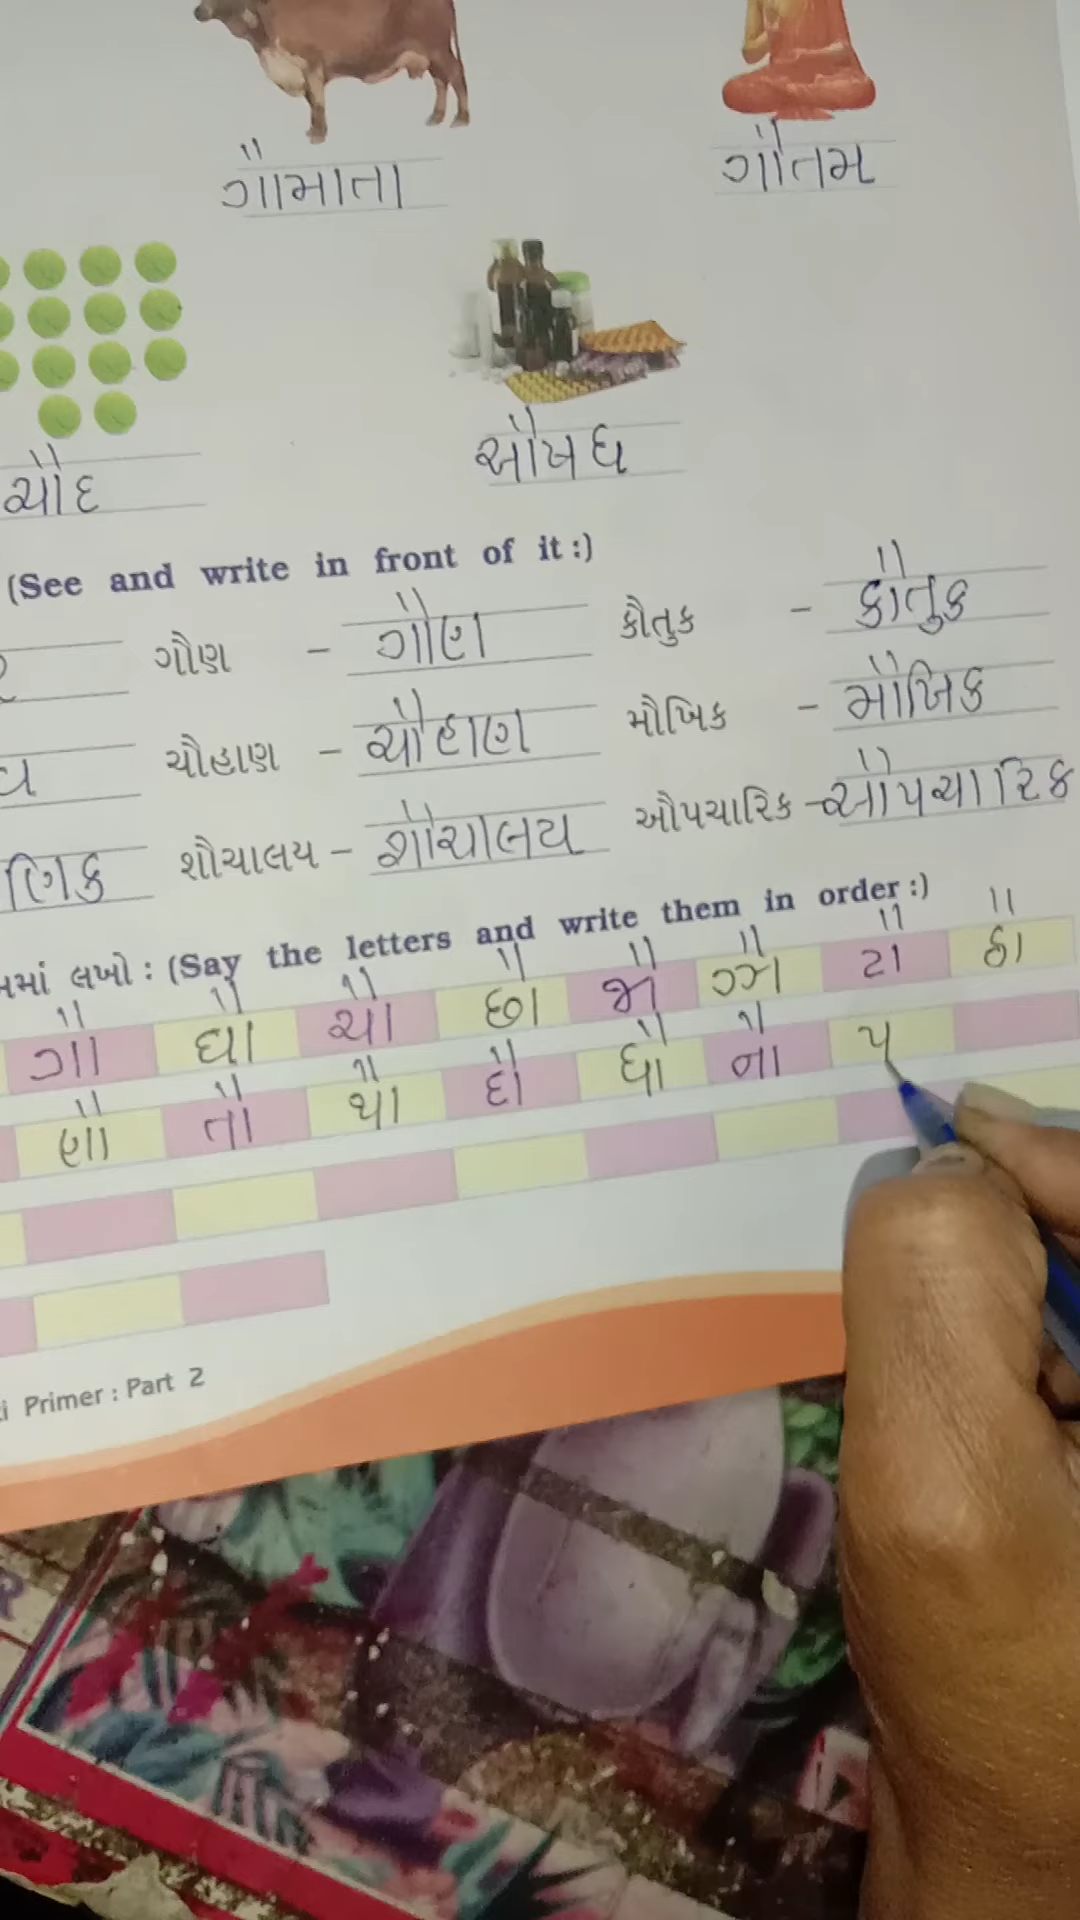 ગૌમાતા ગૌતમ
ચૌદ ઔષધ
(See and write in front of it :)
ગૌણ – ગૌણ કૌતુક – કૌતુક
ચૌહાણ – ચૌહાણ મૌખિક – મૌખિક
ણિક શૌચાલય – શૌચાલય ઔપચારિક – ઔપચારિક
લખો : (Say the letters and write them in order :)
ગૌ ઘૌ ચૌ છૌ જૌ ઝૌ ટૌ ઠૌ
ણૌ તૌ થૌ દૌ ધૌ નૌ પ
Primer : Part 2